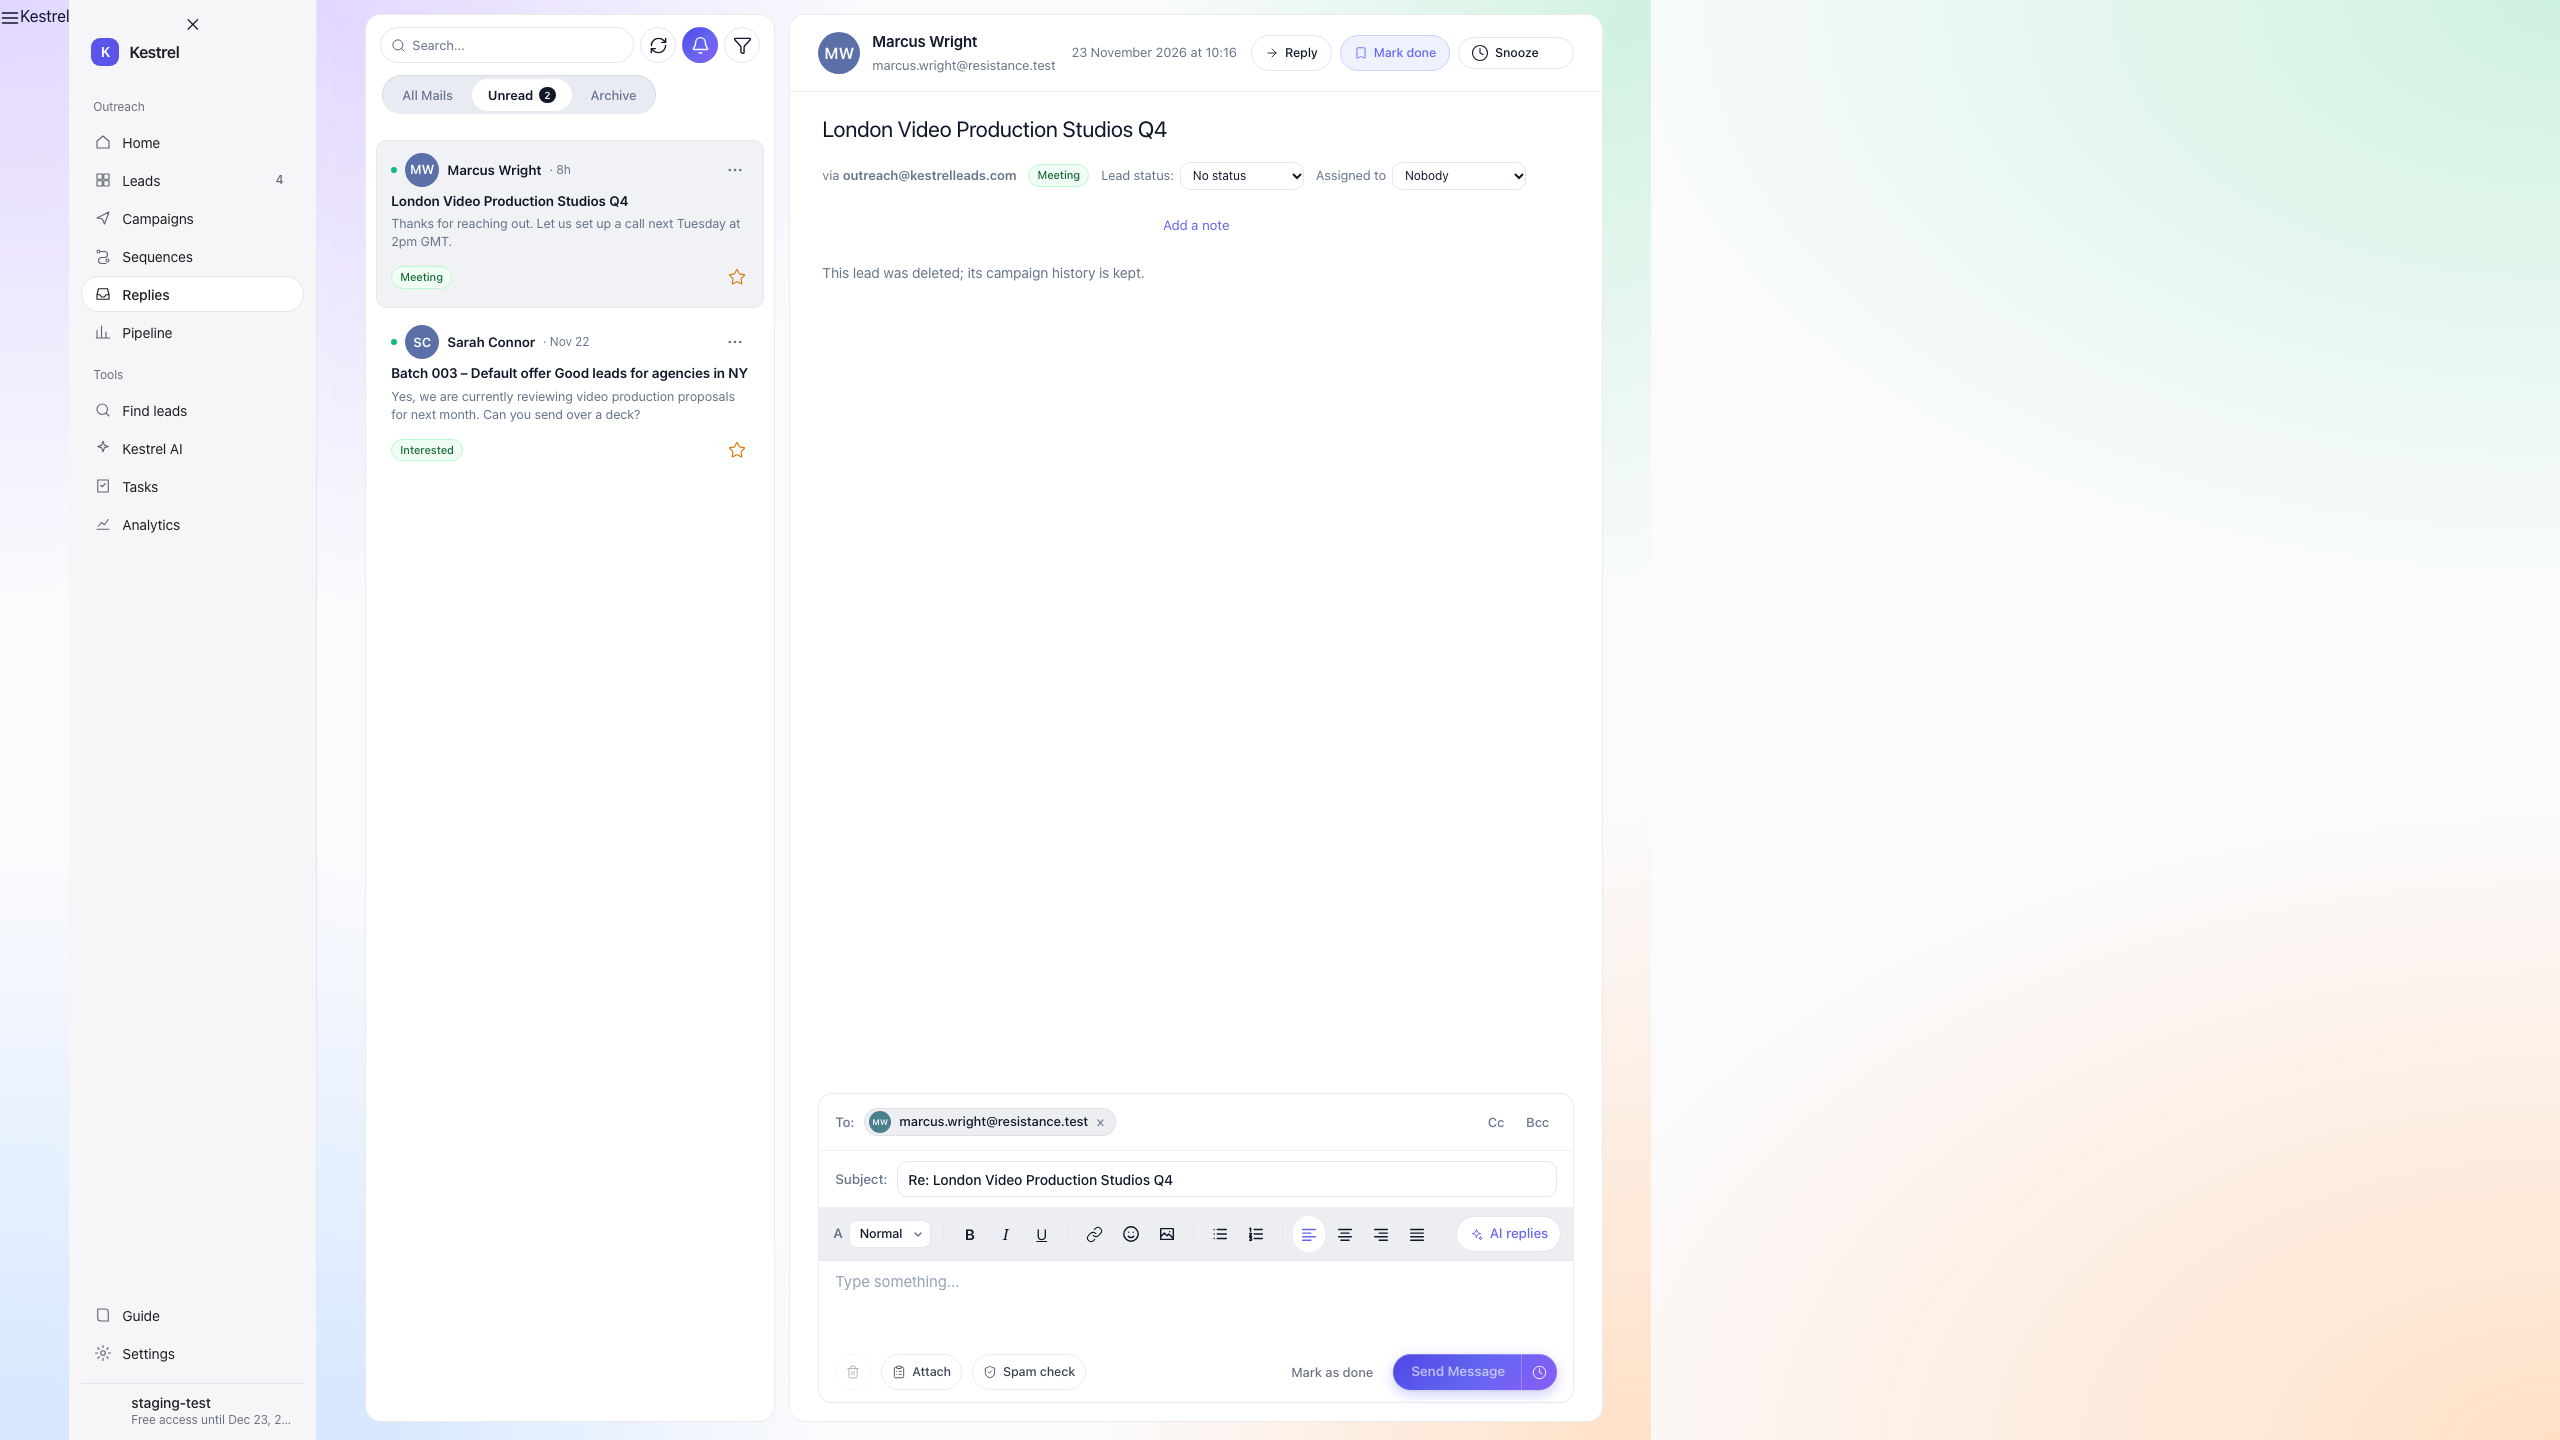 Kestrel
K Kestrel
Outreach
Home
Leads 4
Campaigns
Sequences
Replies
Pipeline
Tools
Find leads
Kestrel AI
Tasks
Analytics
Guide
Settings
staging-test
Free access until Dec 23, 2...
Search...
All Mails Unread 2 Archive
MW Marcus Wright · 8h
London Video Production Studios Q4
Thanks for reaching out. Let us set up a call next Tuesday at
2pm GMT.
Meeting
SC Sarah Connor · Nov 22
Batch 003 – Default offer Good leads for agencies in NY
Yes, we are currently reviewing video production proposals
for next month. Can you send over a deck?
Interested
MW Marcus Wright
marcus.wright@resistance.test
23 November 2026 at 10:16 Reply Mark done Snooze
London Video Production Studios Q4
via outreach@kestrelleads.com Meeting Lead status: No status Assigned to Nobody
Add a note
This lead was deleted; its campaign history is kept.
To: MW marcus.wright@resistance.test x Cc Bcc
Subject: Re: London Video Production Studios Q4
A Normal B I U AI replies
Type something...
Attach Spam check Mark as done Send Message